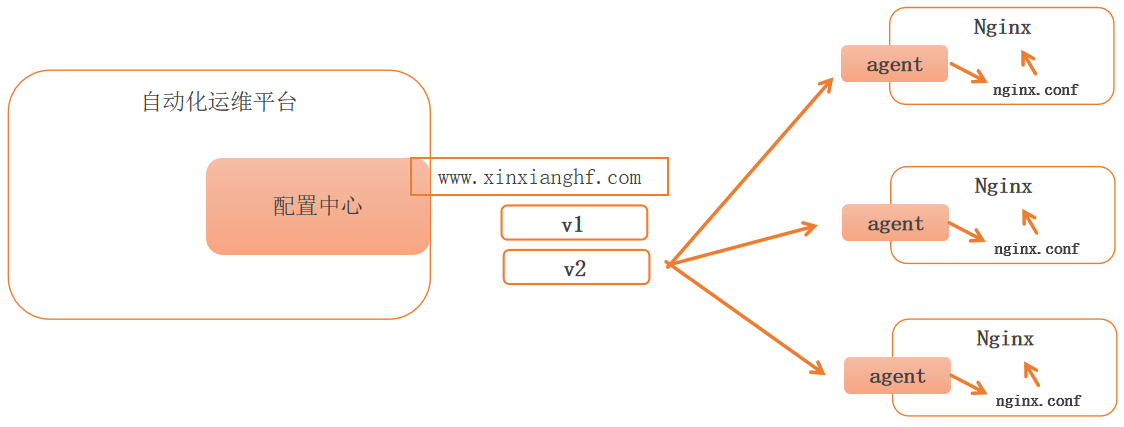 自动化运维平台
配置中心
www.xinxianghf.com
v1
v2
Nginx
agent
nginx.conf
Nginx
agent
nginx.conf
Nginx
agent
nginx.conf